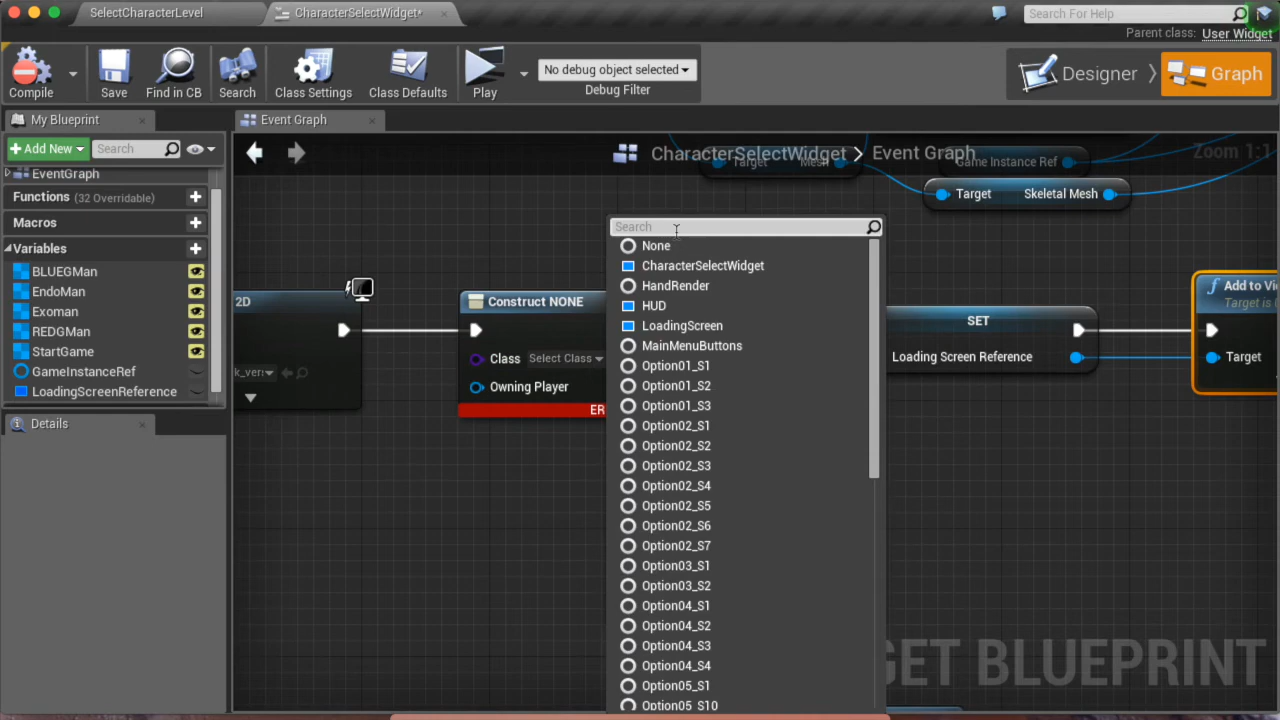 SelectCharacterLevel
CharacterSelectWidget*
Search For Help
Parent class: User Widget
Compile
Save
Find in CB
Search
Class Settings
Class Defaults
Play
No debug object selected
Debug Filter
Designer
Graph
My Blueprint
Event Graph
Add New
Search
EventGraph
Functions (32 Overridable)
Macros
Variables
BLUEGMan
EndoMan
Exoman
REDGMan
StartGame
GameInstanceRef
LoadingScreenReference
Details
CharacterSelectWidget > Event Graph
Zoom 1:1
Target Mesh
Game Instance Ref
Target Skeletal Mesh
2D
Construct NONE
Class Select Class
Owning Player
ER
SET
Loading Screen Reference
Add to Vi
Target is
Target
Search
None
CharacterSelectWidget
HandRender
HUD
LoadingScreen
MainMenuButtons
Option01_S1
Option01_S2
Option01_S3
Option02_S1
Option02_S2
Option02_S3
Option02_S4
Option02_S5
Option02_S6
Option02_S7
Option03_S1
Option03_S2
Option04_S1
Option04_S2
Option04_S3
Option04_S4
Option05_S1
Option05_S10
GET BLUEPRINT